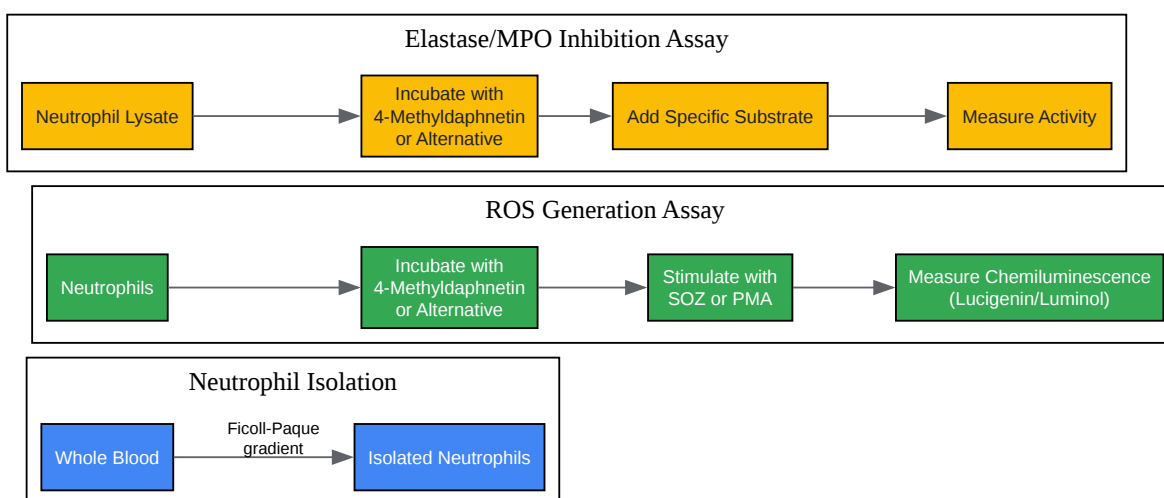 Elastase/MPO Inhibition Assay
Neutrophil Lysate
Incubate with
4-Methyldaphnetin
or Alternative
Add Specific Substrate
Measure Activity
ROS Generation Assay
Neutrophils
Incubate with
4-Methyldaphnetin
or Alternative
Stimulate with
SOZ or PMA
Measure Chemiluminescence
(Lucigenin/Luminol)
Neutrophil Isolation
Whole Blood
Ficoll-Paque
gradient
Isolated Neutrophils